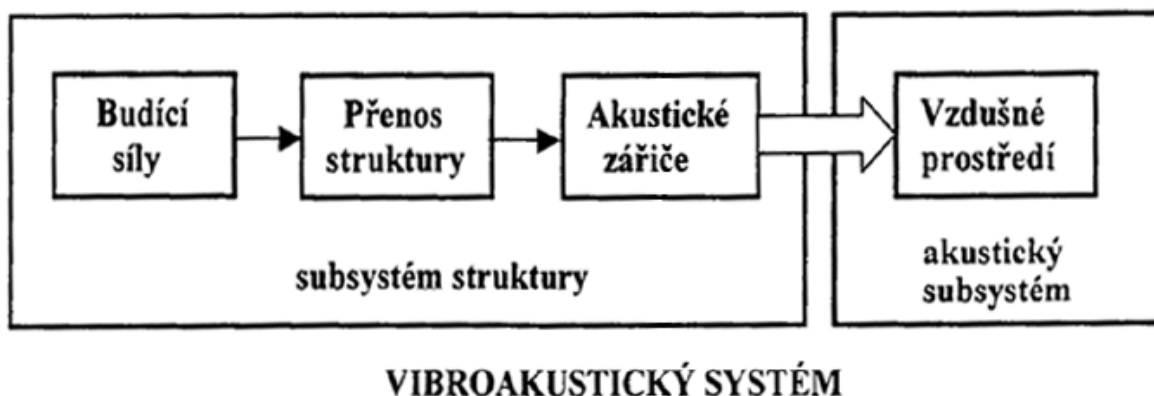 Budící
síly
Přenos
struktury
Akustické
zářiče
Vzdušné
prostředí
subsystém struktury
akustický
subsystém
VIBROAKUSTICKÝ SYSTÉM